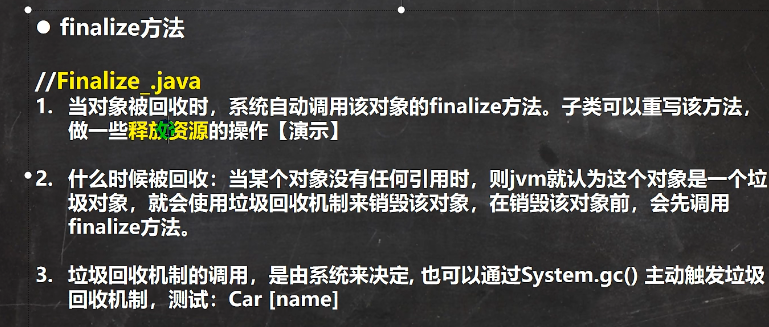 ● finalize方法
//Finalize_.java
1. 当对象被回收时，系统自动调用该对象的finalize方法。子类可以重写该方法，
做一些释放资源的操作【演示】
2. 什么时候被回收：当某个对象没有任何引用时，则jvm就认为这个对象是一个垃
圾对象，就会使用垃圾回收机制来销毁该对象，在销毁该对象前，会先调用
finalize方法。
3. 垃圾回收机制的调用，是由系统来决定, 也可以通过System.gc() 主动触发垃圾
回收机制，测试：Car [name]